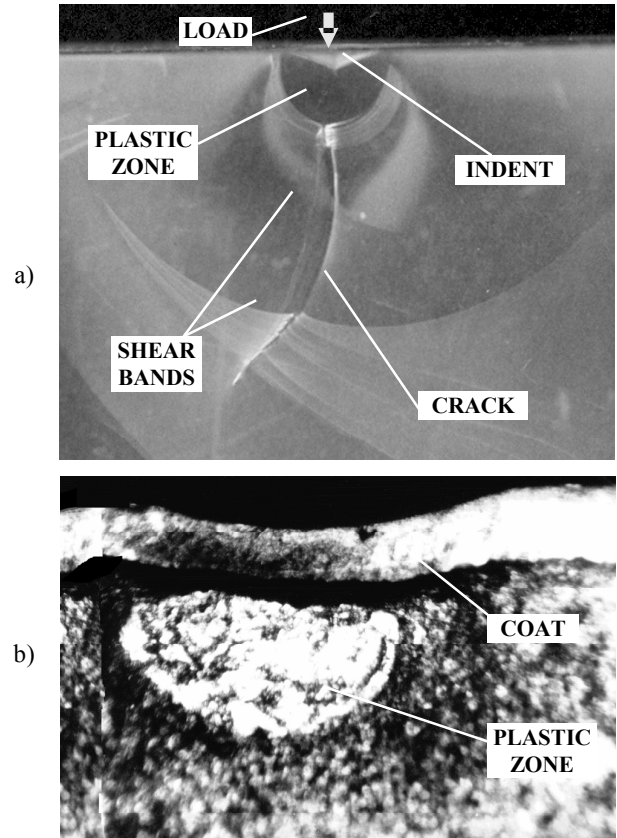 LOAD
PLASTIC
ZONE
INDENT
a)
SHEAR
BANDS
CRACK
COAT
b)
PLASTIC
ZONE